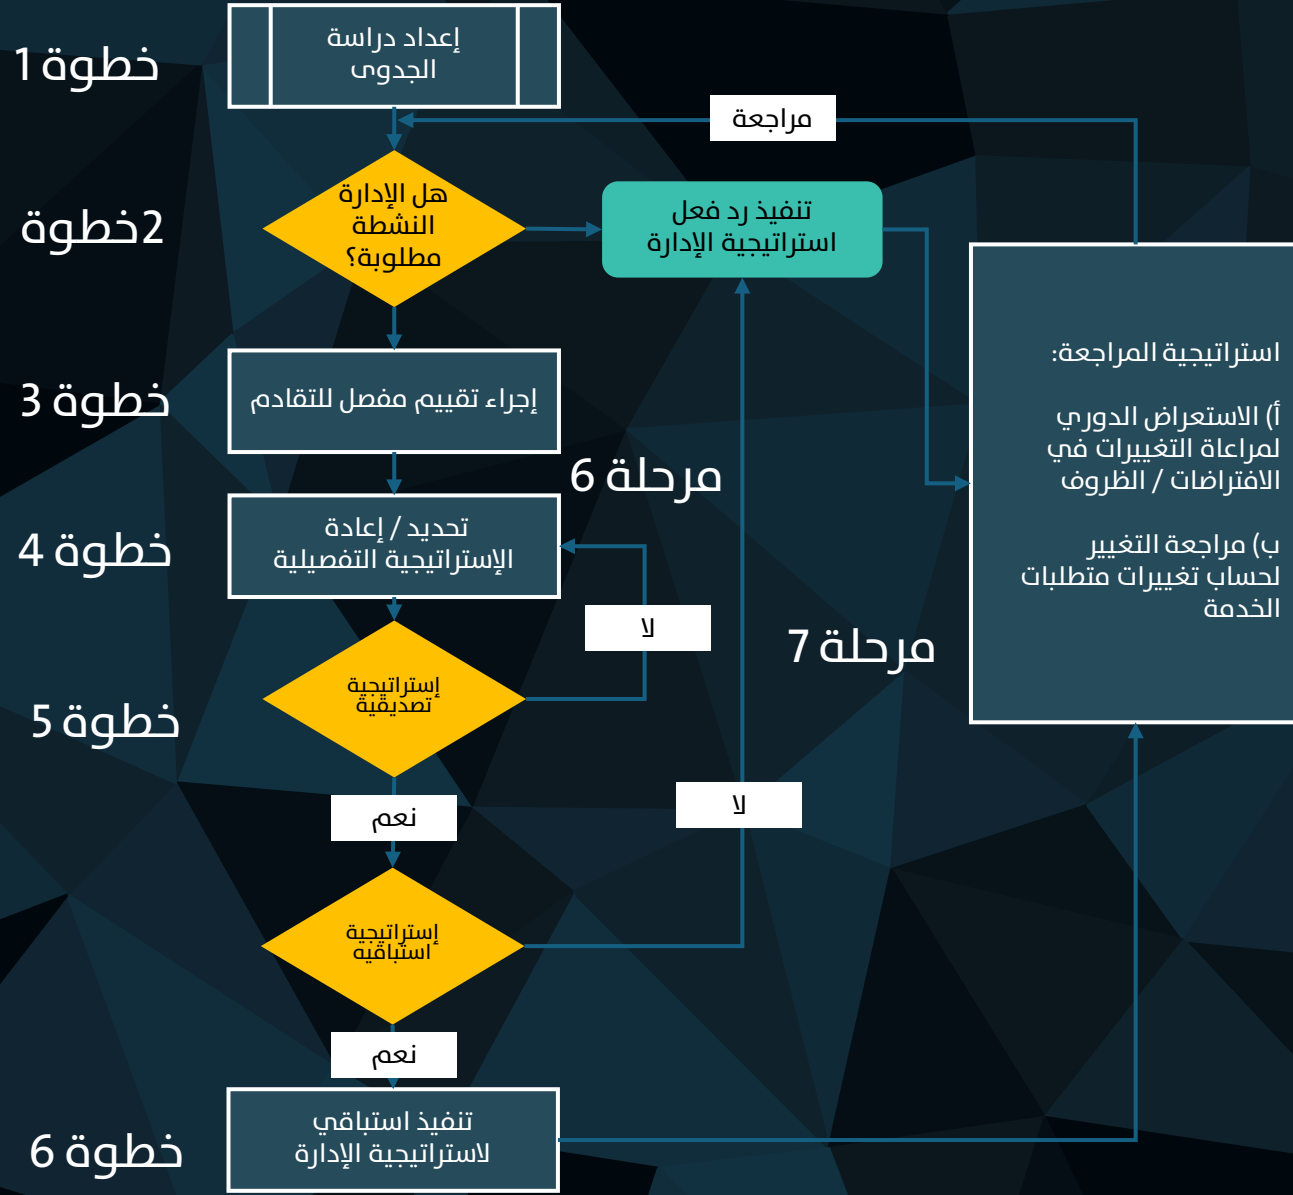 خطوة 1
إعداد دراسة
الجدوى
مراجعة
خطوة2
هل الإدارة
النشطة
مطلوبة؟
تنفيذ رد فعل
استراتيجية الإدارة
استراتيجية المراجعة:
أ) الاستعراض الدوري
لمراعاة التغييرات في
الافتراضات / الظروف
ب) مراجعة التغيير
لحساب تغييرات متطلبات
الخدمة
خطوة 3
إجراء تقييم مفصل للتقادم
مرحلة 6
خطوة 4
تحديد / إعادة
الإستراتيجية التفصيلية
لا
مرحلة 7
خطوة 5
إستراتيجية
تصديقية
لا
نعم
إستراتيجية
استباقيه
نعم
خطوة 6
تنفيذ استباقي
لاستراتيجية الإدارة